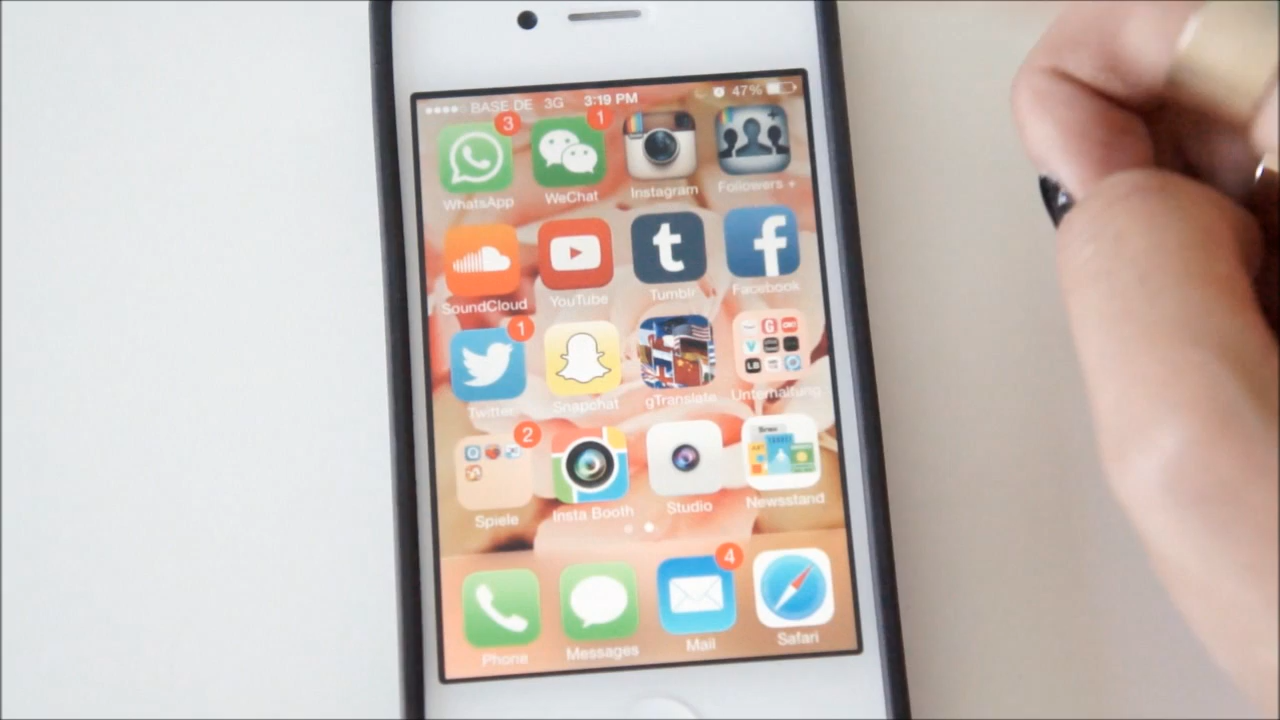 BASE DE 3G 3:19 PM 47%
3 1
WhatsApp WeChat Instagram Followers +
SoundCloud YouTube Tumblr Facebook
1
Twitter Snapchat gTranslate Unterhaltung
2
Spiele Insta Booth Studio Newsstand
4
Phone Messages Mail Safari